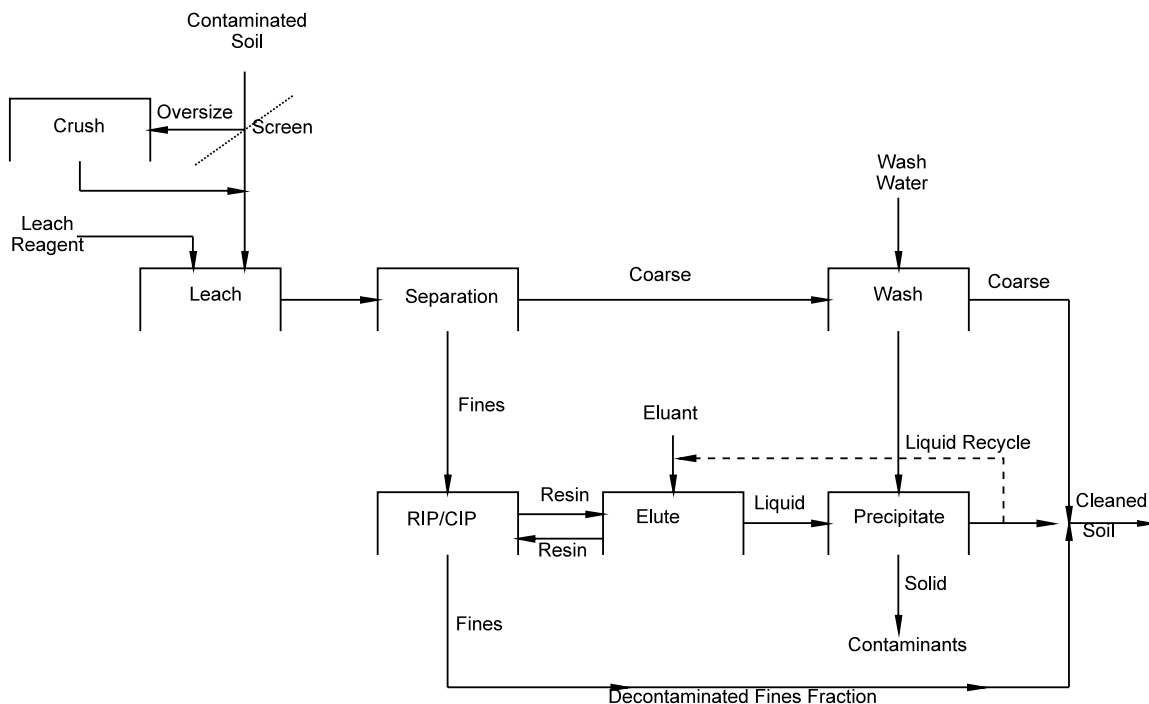 Contaminated
Soil
Oversize
Crush
Screen
Wash
Water
Leach
Reagent
Leach
Separation
Coarse
Wash
Coarse
Fines
Eluant
Liquid Recycle
RIP/CIP
Resin
Resin
Elute
Liquid
Precipitate
Cleaned
Soil
Solid
Fines
Contaminants
Decontaminated Fines Fraction